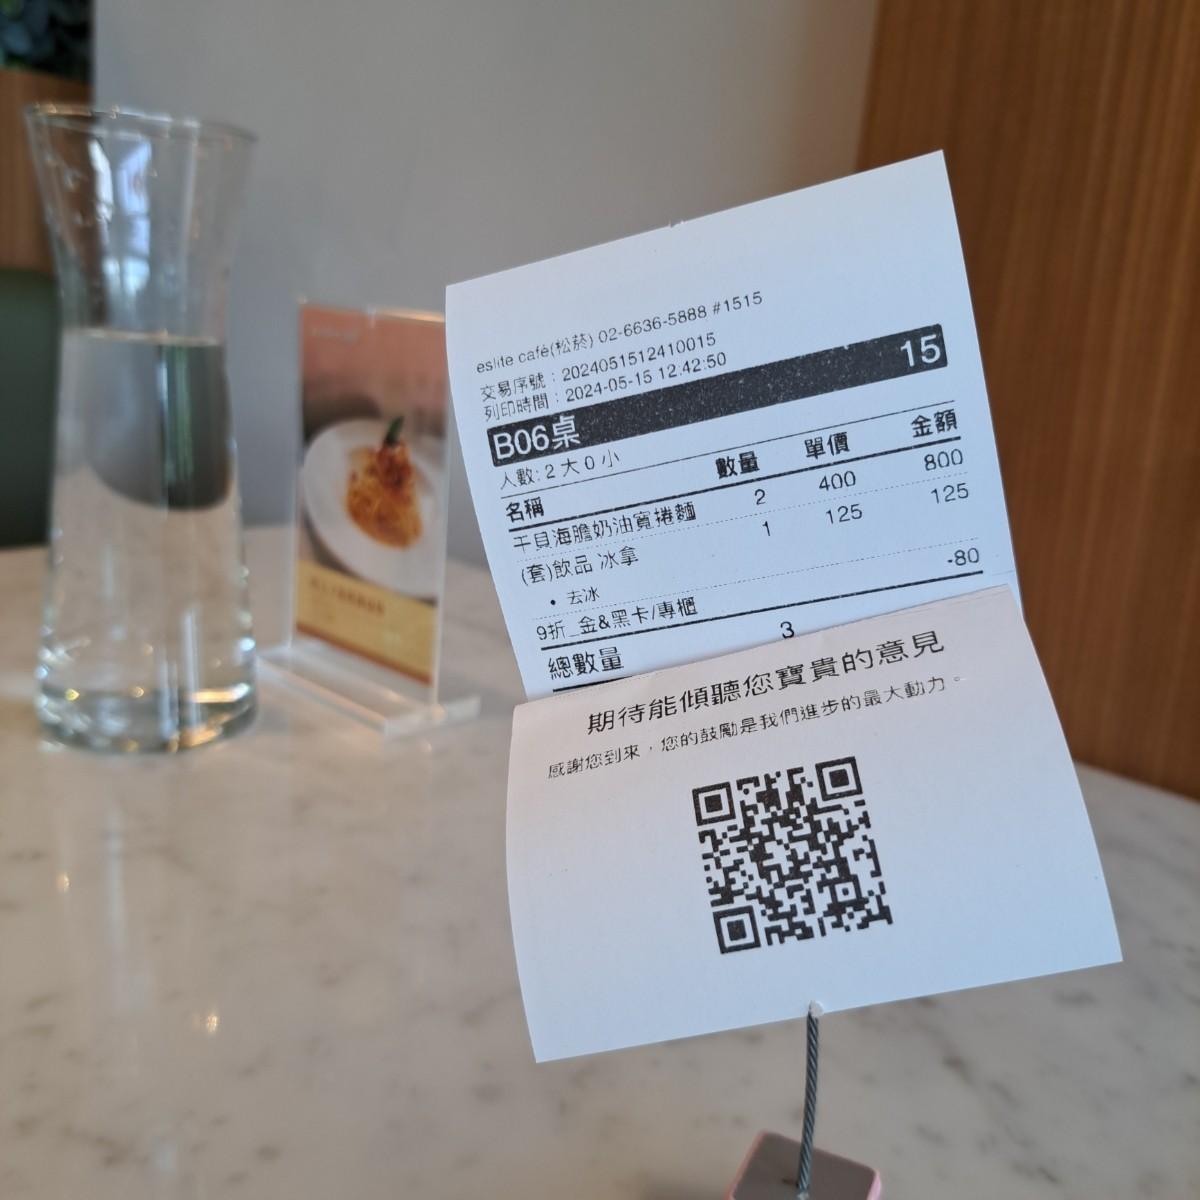 eslite café(松菸) 02-6636-5888 #1515
交易序號：2024051512410015
列印時間：2024-05-15 12:42:50
B06桌 15
人數: 2 大 0 小
名稱 數量 單價 金額
干貝海膽奶油寬捲麵 2 400 800
(套)飲品 冰拿 1 125 125
• 去冰
9折_金&黑卡/專櫃 -80
總數量 3
期待能傾聽您寶貴的意見
感謝您到來，您的鼓勵是我們進步的最大動力。